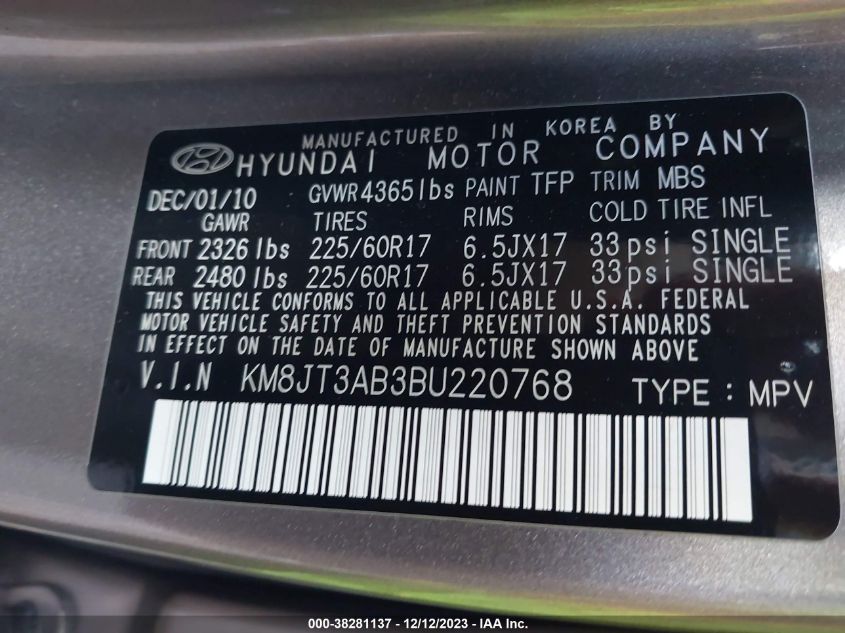 MANUFACTURED IN KOREA BY
HYUNDAI MOTOR COMPANY
DEC/01/10 GVWR 4365lbs PAINT TFP TRIM MBS
GAWR TIRES RIMS COLD TIRE INFL
FRONT 2326 lbs 225/60R17 6.5JX17 33psi SINGLE
REAR 2480 lbs 225/60R17 6.5JX17 33psi SINGLE
THIS VEHICLE CONFORMS TO ALL APPLICABLE U.S.A. FEDERAL
MOTOR VEHICLE SAFETY AND THEFT PREVENTION STANDARDS
IN EFFECT ON THE DATE OF MANUFACTURE SHOWN ABOVE
V.I.N KM8JT3AB3BU220768 TYPE : MPV
000-38281137 - 12/12/2023 - IAA Inc.